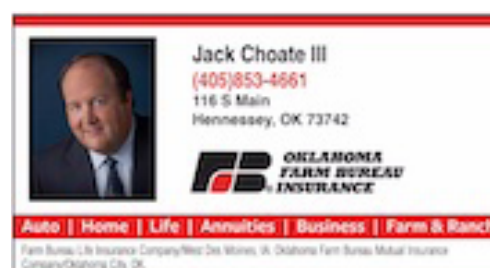 Jack Choate III
(405)853-4661
116 S Main
Hennessey, OK 73742
FB
OKLAHOMA
FARM BUREAU
® INSURANCE
Auto | Home | Life | Annuities | Business | Farm & Ranch
Farm Bureau Life Insurance Company/West Des Moines, IA. Oklahoma Farm Bureau Mutual Insurance
Company/Oklahoma City, OK.